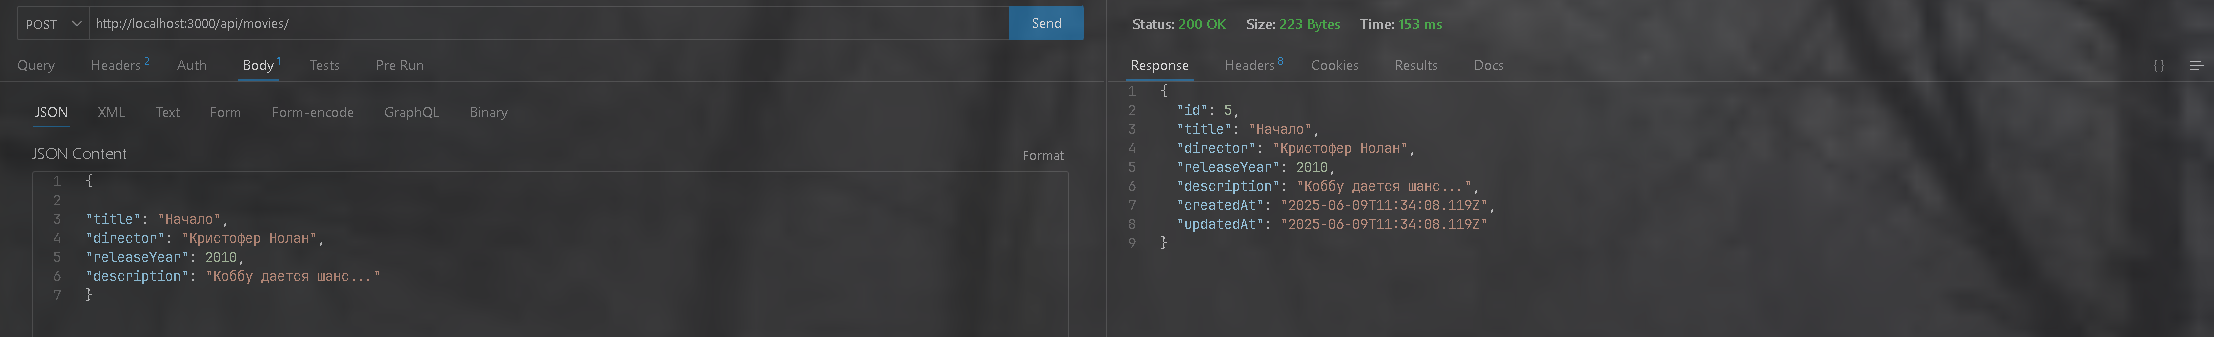 POST http://localhost:3000/api/movies/ Send
Query Headers 2 Auth Body 1 Tests Pre Run
JSON XML Text Form Form-encode GraphQL Binary
JSON Content Format
1 {
2
3 "title": "Начало",
4 "director": "Кристофер Нолан",
5 "releaseYear": 2010,
6 "description": "Коббу дается шанс..."
7 }
Status: 200 OK Size: 223 Bytes Time: 153 ms
Response Headers 8 Cookies Results Docs { }
1 {
2 "id": 5,
3 "title": "Начало",
4 "director": "Кристофер Нолан",
5 "releaseYear": 2010,
6 "description": "Коббу дается шанс...",
7 "createdAt": "2025-06-09T11:34:08.119Z",
8 "updatedAt": "2025-06-09T11:34:08.119Z"
9 }